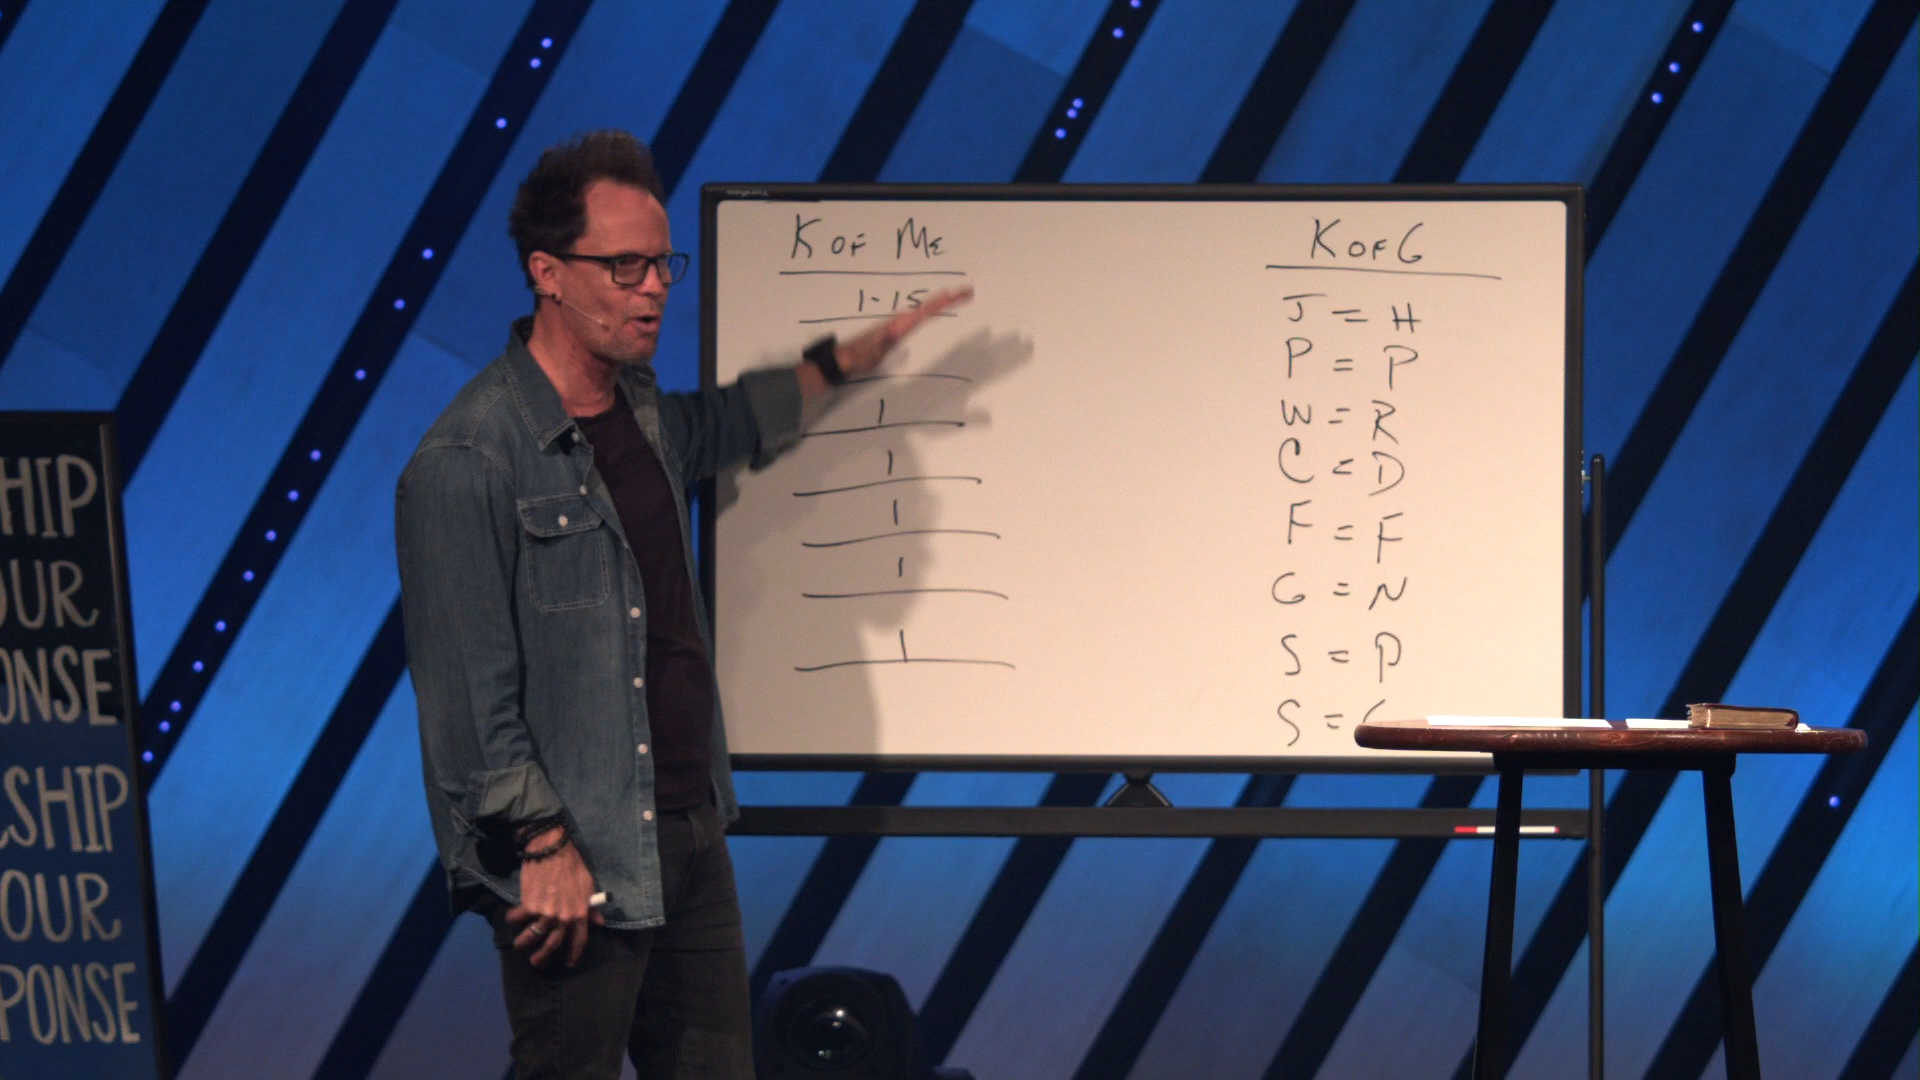 HIP
OUR
ONSE
SHIP
OUR
PONSE
K OF ME
1-15
1
1
1
1
1
K OF G
J = H
P = P
W = R
C = D
F = F
G = N
S = P
S =